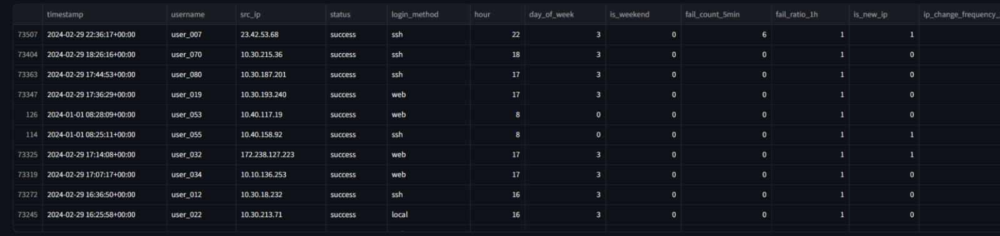 timestamp username src_ip status login_method hour day_of_week is_weekend fail_count_5min fail_ratio_1h is_new_ip ip_change_frequency_
73507 2024-02-29 22:36:17+00:00 user_007 23.42.53.68 success ssh 22 3 0 6 1 1
73404 2024-02-29 18:26:16+00:00 user_070 10.30.215.36 success ssh 18 3 0 0 1 0
73363 2024-02-29 17:44:53+00:00 user_080 10.30.187.201 success ssh 17 3 0 0 1 0
73347 2024-02-29 17:36:29+00:00 user_019 10.30.193.240 success web 17 3 0 0 1 0
126 2024-01-01 08:28:09+00:00 user_053 10.40.117.19 success web 8 0 0 0 1 0
114 2024-01-01 08:25:11+00:00 user_055 10.40.158.92 success ssh 8 0 0 0 1 1
73325 2024-02-29 17:14:08+00:00 user_032 172.238.127.223 success web 17 3 0 0 1 1
73319 2024-02-29 17:07:17+00:00 user_034 10.10.136.253 success web 17 3 0 0 1 0
73272 2024-02-29 16:36:50+00:00 user_012 10.30.18.232 success ssh 16 3 0 0 1 0
73245 2024-02-29 16:25:58+00:00 user_022 10.30.213.71 success local 16 3 0 0 1 0